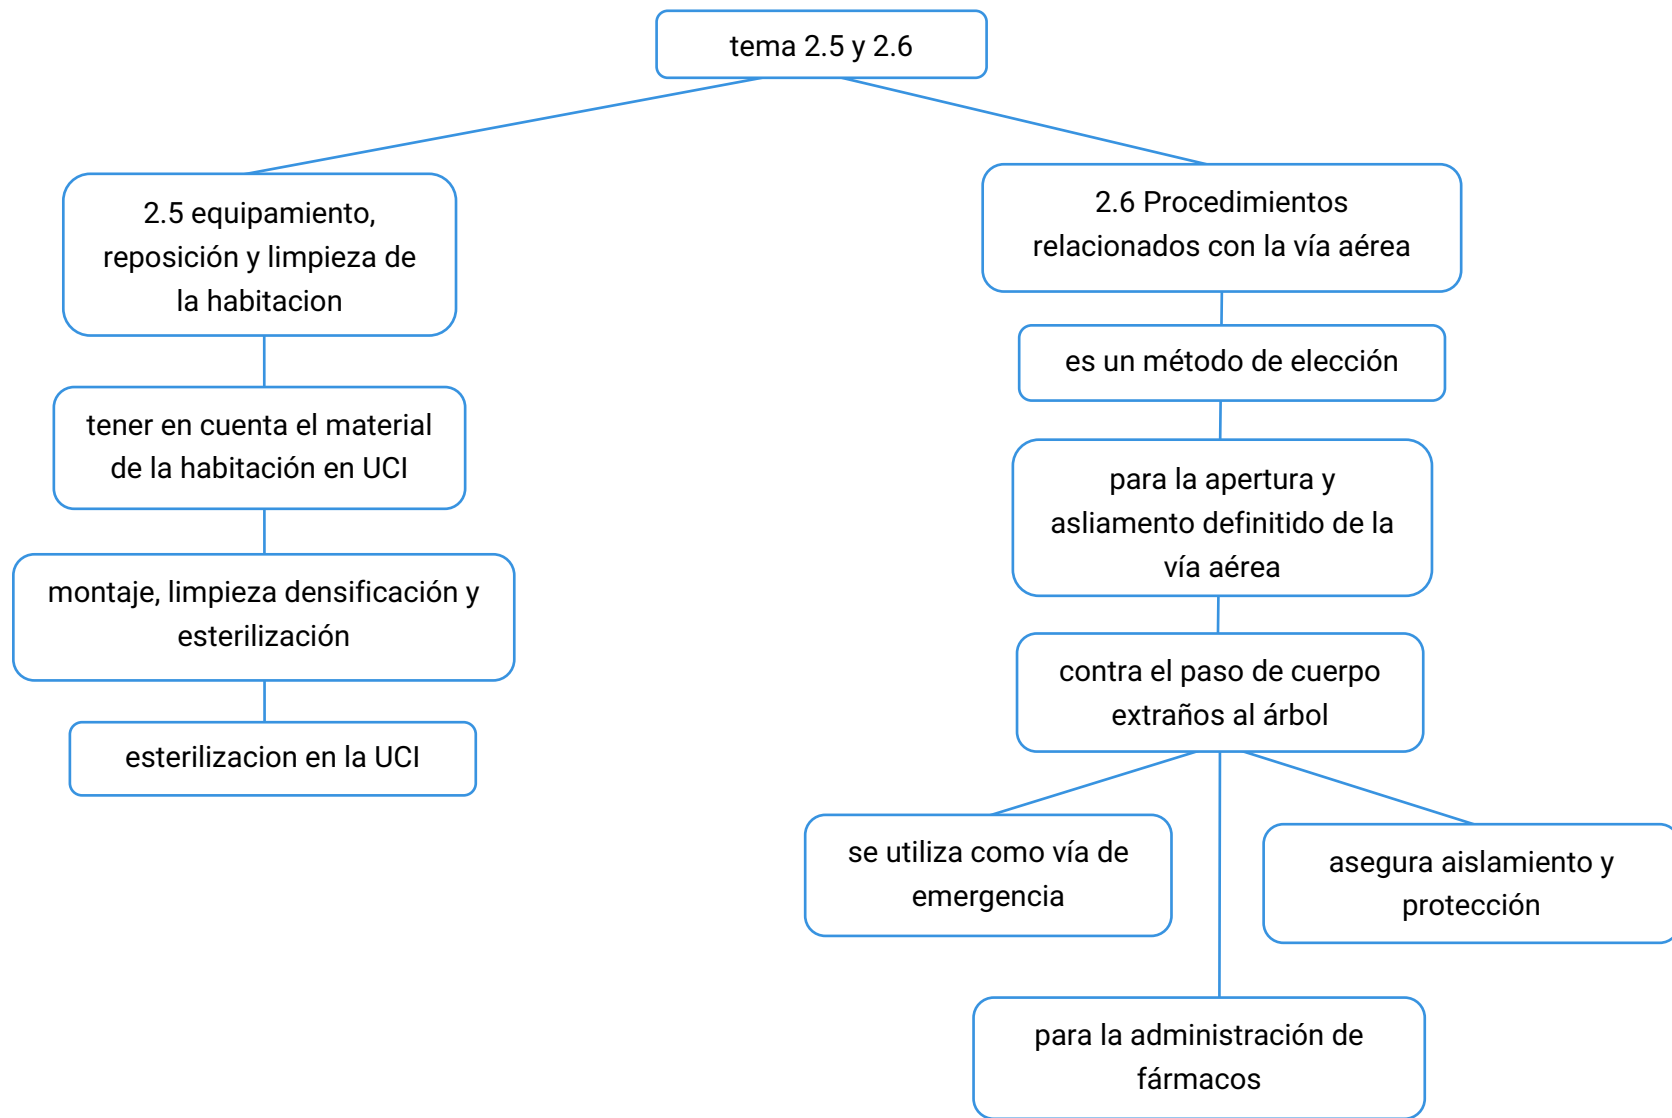 tema 2.5 y 2.6
2.5 equipamiento,
reposición y limpieza de
la habitacion
tener en cuenta el material
de la habitación en UCI
montaje, limpieza densificación y
esterilización
esterilizacion en la UCI
2.6 Procedimientos
relacionados con la vía aérea
es un método de elección
para la apertura y
asliamento definitido de la
vía aérea
contra el paso de cuerpo
extraños al árbol
se utiliza como vía de
emergencia
para la administración de
fármacos
asegura aislamiento y
protección